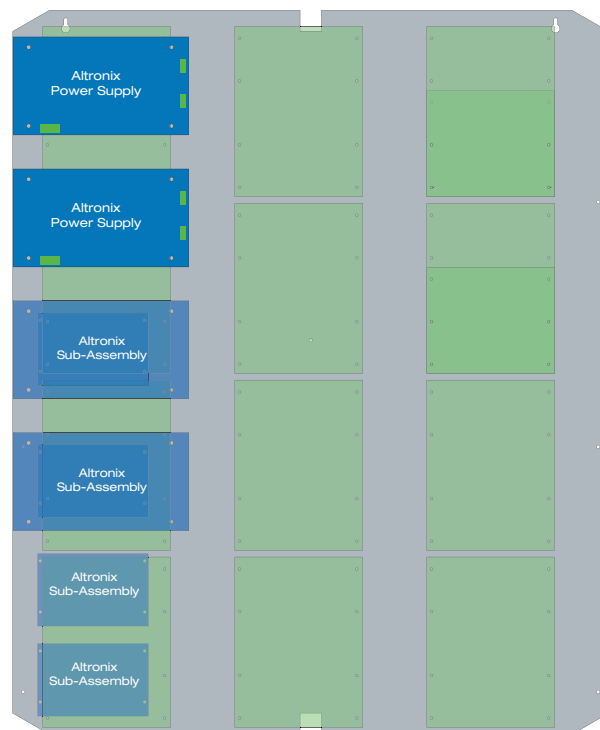 Altronix
Power Supply
Altronix
Power Supply
Altronix
Sub-Assembly
Altronix
Sub-Assembly
Altronix
Sub-Assembly
Altronix
Sub-Assembly